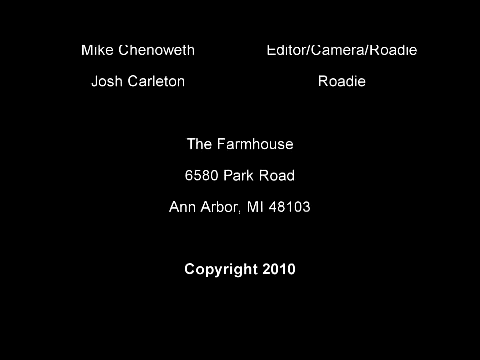 Mike Chenoweth Editor/Camera/Roadie
Josh Carleton Roadie
The Farmhouse
6580 Park Road
Ann Arbor, MI 48103
Copyright 2010